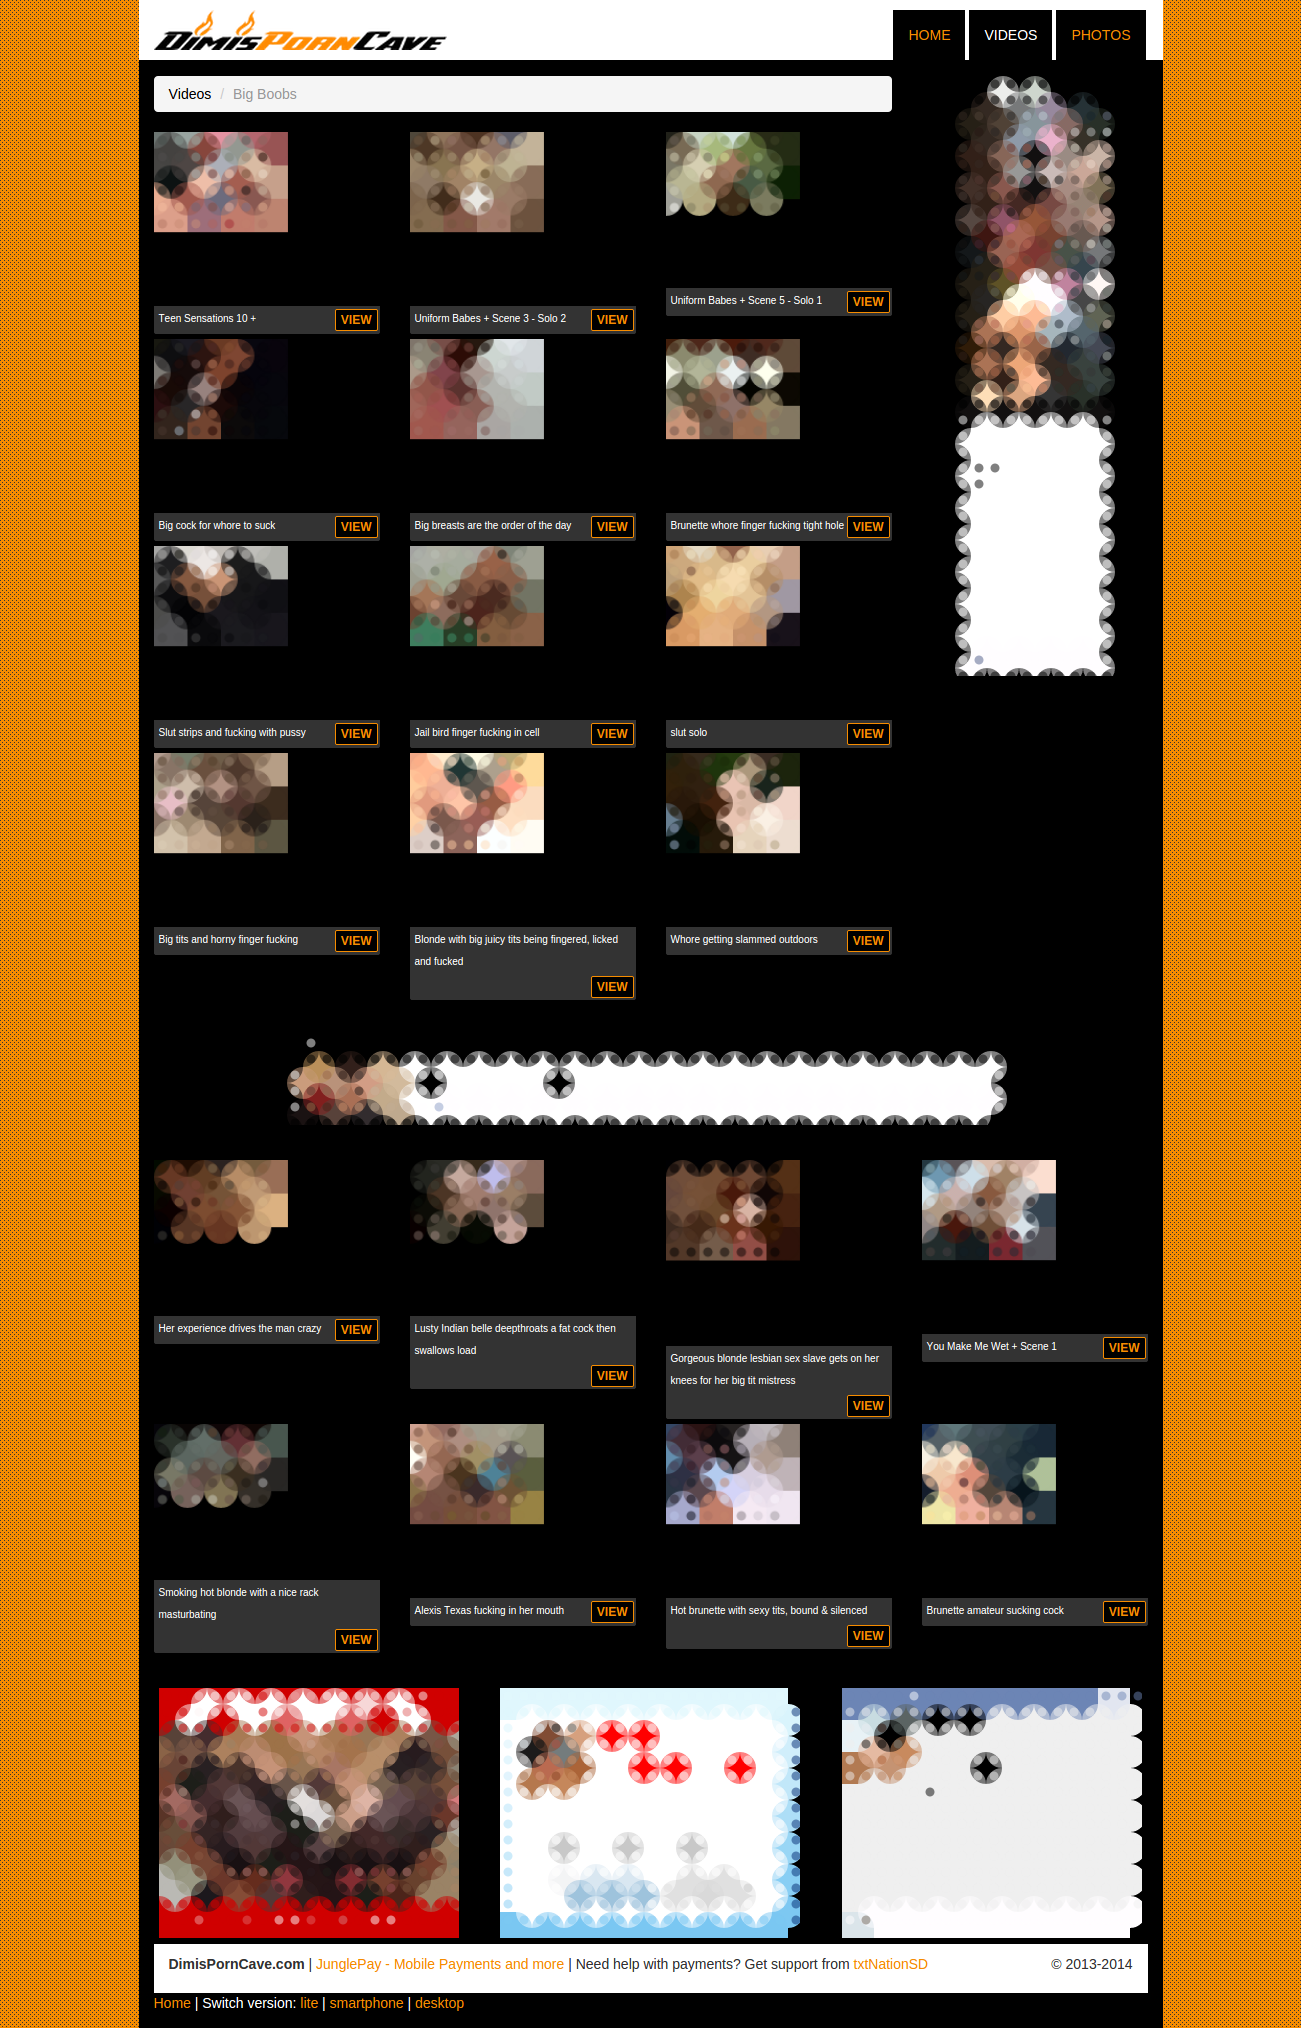 DimisPornCave
HOME VIDEOS PHOTOS
Videos / Big Boobs
Teen Sensations 10 + VIEW
Uniform Babes + Scene 3 - Solo 2 VIEW
Uniform Babes + Scene 5 - Solo 1 VIEW
Big cock for whore to suck VIEW
Big breasts are the order of the day VIEW
Brunette whore finger fucking tight hole VIEW
Slut strips and fucking with pussy VIEW
Jail bird finger fucking in cell VIEW
slut solo VIEW
Big tits and horny finger fucking VIEW
Blonde with big juicy tits being fingered, licked
and fucked
VIEW
Whore getting slammed outdoors VIEW
Her experience drives the man crazy VIEW
Lusty Indian belle deepthroats a fat cock then
swallows load
VIEW
Gorgeous blonde lesbian sex slave gets on her
knees for her big tit mistress
VIEW
You Make Me Wet + Scene 1 VIEW
Smoking hot blonde with a nice rack
masturbating
VIEW
Alexis Texas fucking in her mouth VIEW
Hot brunette with sexy tits, bound & silenced
VIEW
Brunette amateur sucking cock VIEW
DimisPornCave.com | JunglePay - Mobile Payments and more | Need help with payments? Get support from txtNationSD © 2013-2014
Home | Switch version: lite | smartphone | desktop